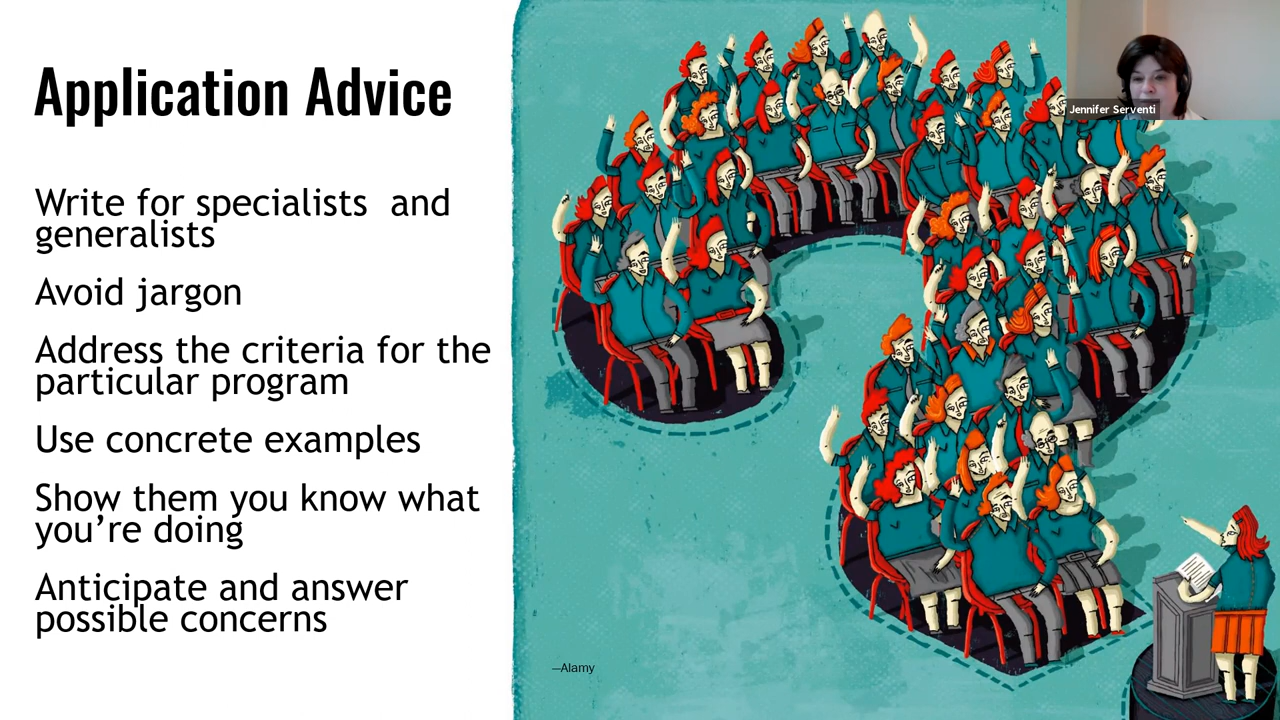 Application Advice
Jennifer Serventi
Write for specialists  and
generalists
Avoid jargon
Address the criteria for the
particular program
Use concrete examples
Show them you know what
you’re doing
Anticipate and answer
possible concerns
—Alamy